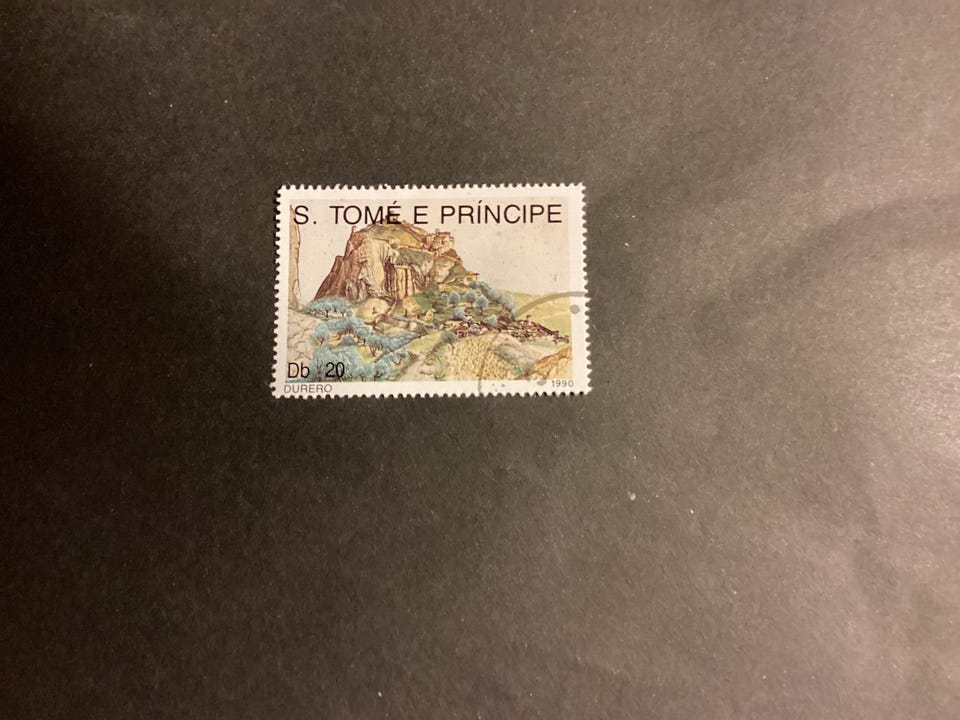 S. TOMÉ E PRÍNCIPE
Db 20
DURERO
1990